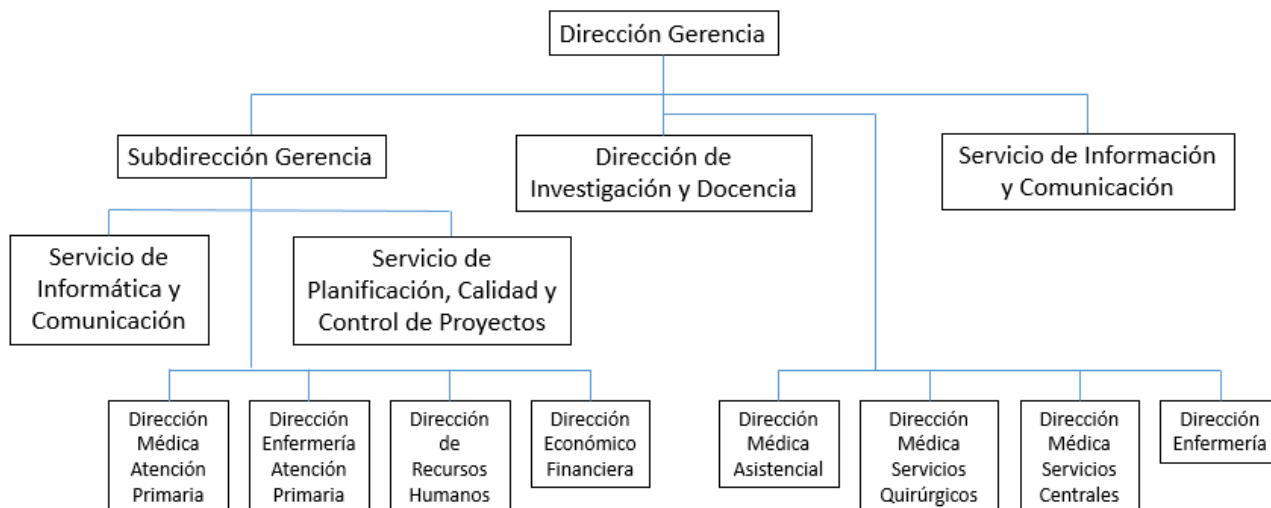 Dirección Gerencia
Subdirección Gerencia
Dirección de
Investigación y Docencia
Servicio de Información
y Comunicación
Servicio de
Informática y
Comunicación
Servicio de
Planificación, Calidad y
Control de Proyectos
Dirección
Médica
Atención
Primaria
Dirección
Enfermería
Atención
Primaria
Dirección
de
Recursos
Humanos
Dirección
Económico
Financiera
Dirección
Médica
Asistencial
Dirección
Médica
Servicios
Quirúrgicos
Dirección
Médica
Servicios
Centrales
Dirección
Enfermería